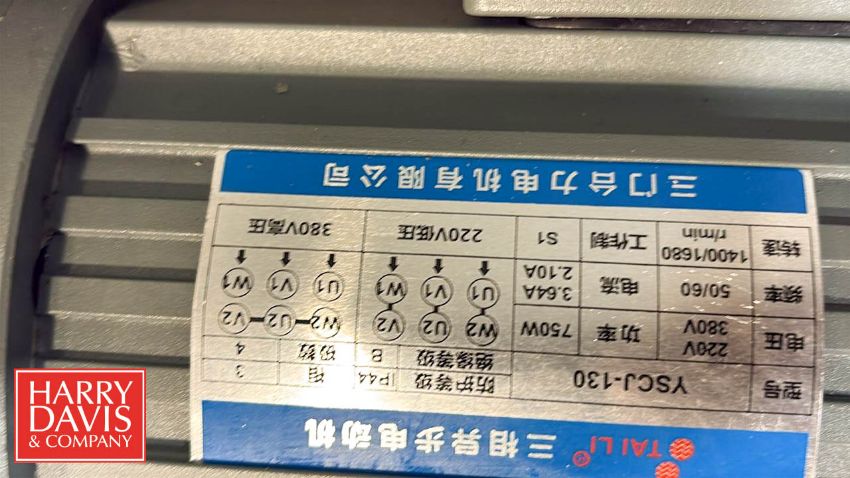 TAILI® 三相异步电动机
型号 YSCJ-130 防护等级 IP44 相 3
绝缘等级 B 级数 4
电压 220V 380V 功率 750W W2 U2 V2 W2 U2 V2
频率 50/60 电流 3.64A 2.10A U1 V1 W1 U1 V1 W1
转速 1400/1680 r/min 工作制 S1 220V低压 380V高压
三门台力电机有限公司
HARRY
DAVIS
& COMPANY